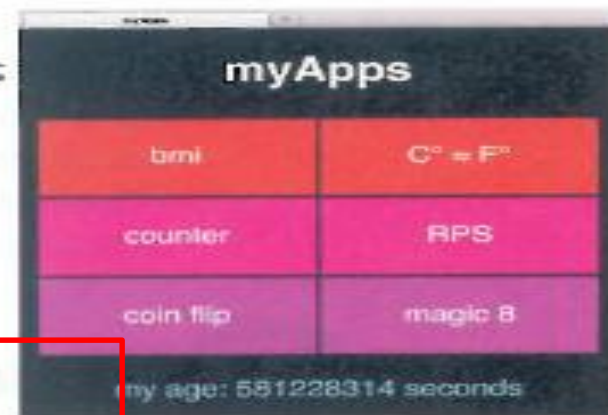 myApps
bmi C° = F°
counter RPS
coin flip magic 8
my age: 581228314 seconds